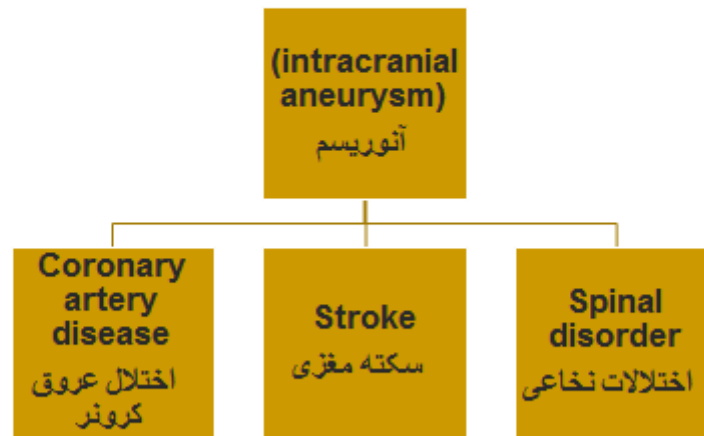 (intracranial
aneurysm)
آنوریسم
Coronary
artery
disease
اختلال عروق
کرونر
Stroke
سکته مغزی
Spinal
disorder
اختلالات نخاعی